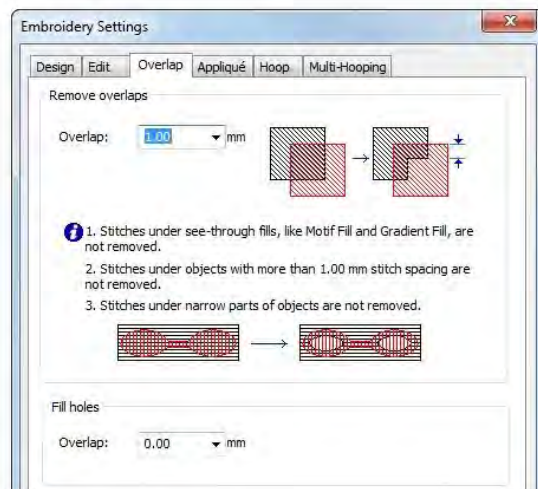 Embroidery Settings
Design Edit Overlap Appliqué Hoop Multi-Hooping
Remove overlaps
Overlap: 1.00 mm
1. Stitches under see-through fills, like Motif Fill and Gradient Fill, are
not removed.
2. Stitches under objects with more than 1.00 mm stitch spacing are
not removed.
3. Stitches under narrow parts of objects are not removed.
Fill holes
Overlap: 0.00 mm